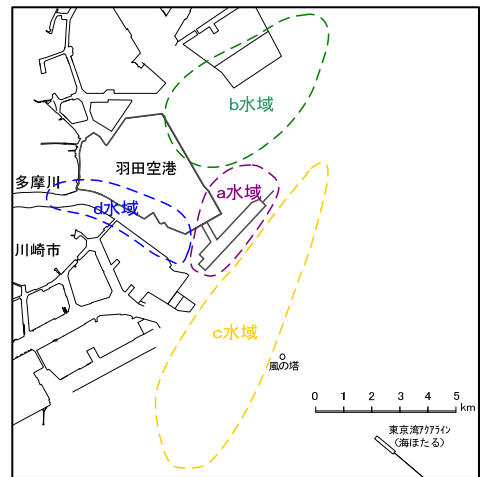 b水域
羽田空港
多摩川
a水域
d水域
川崎市
c水域
風の塔
0 1 2 3 4 5
km
東京湾ｱｸｱﾗｲﾝ
(海ほたる)